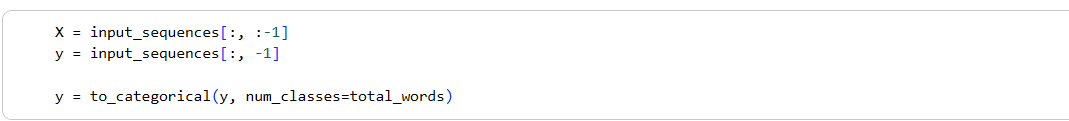 X = input_sequences[:, :-1]
y = input_sequences[:, -1]
y = to_categorical(y, num_classes=total_words)